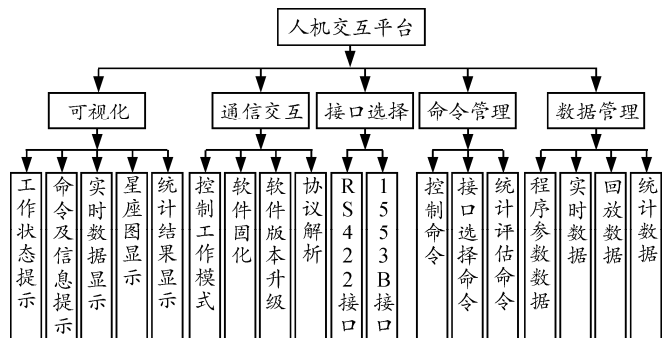 人机交互平台
可视化
通信交互
接口选择
命令管理
数据管理
工作状态提示
命令及信息提示
实时数据显示
星座图显示
统计结果显示
控制工作模式
软件固化
软件版本升级
协议解析
RS422接口
1553B接口
控制命令
接口选择命令
统计评估命令
程序参数数据
实时数据
回放数据
统计数据